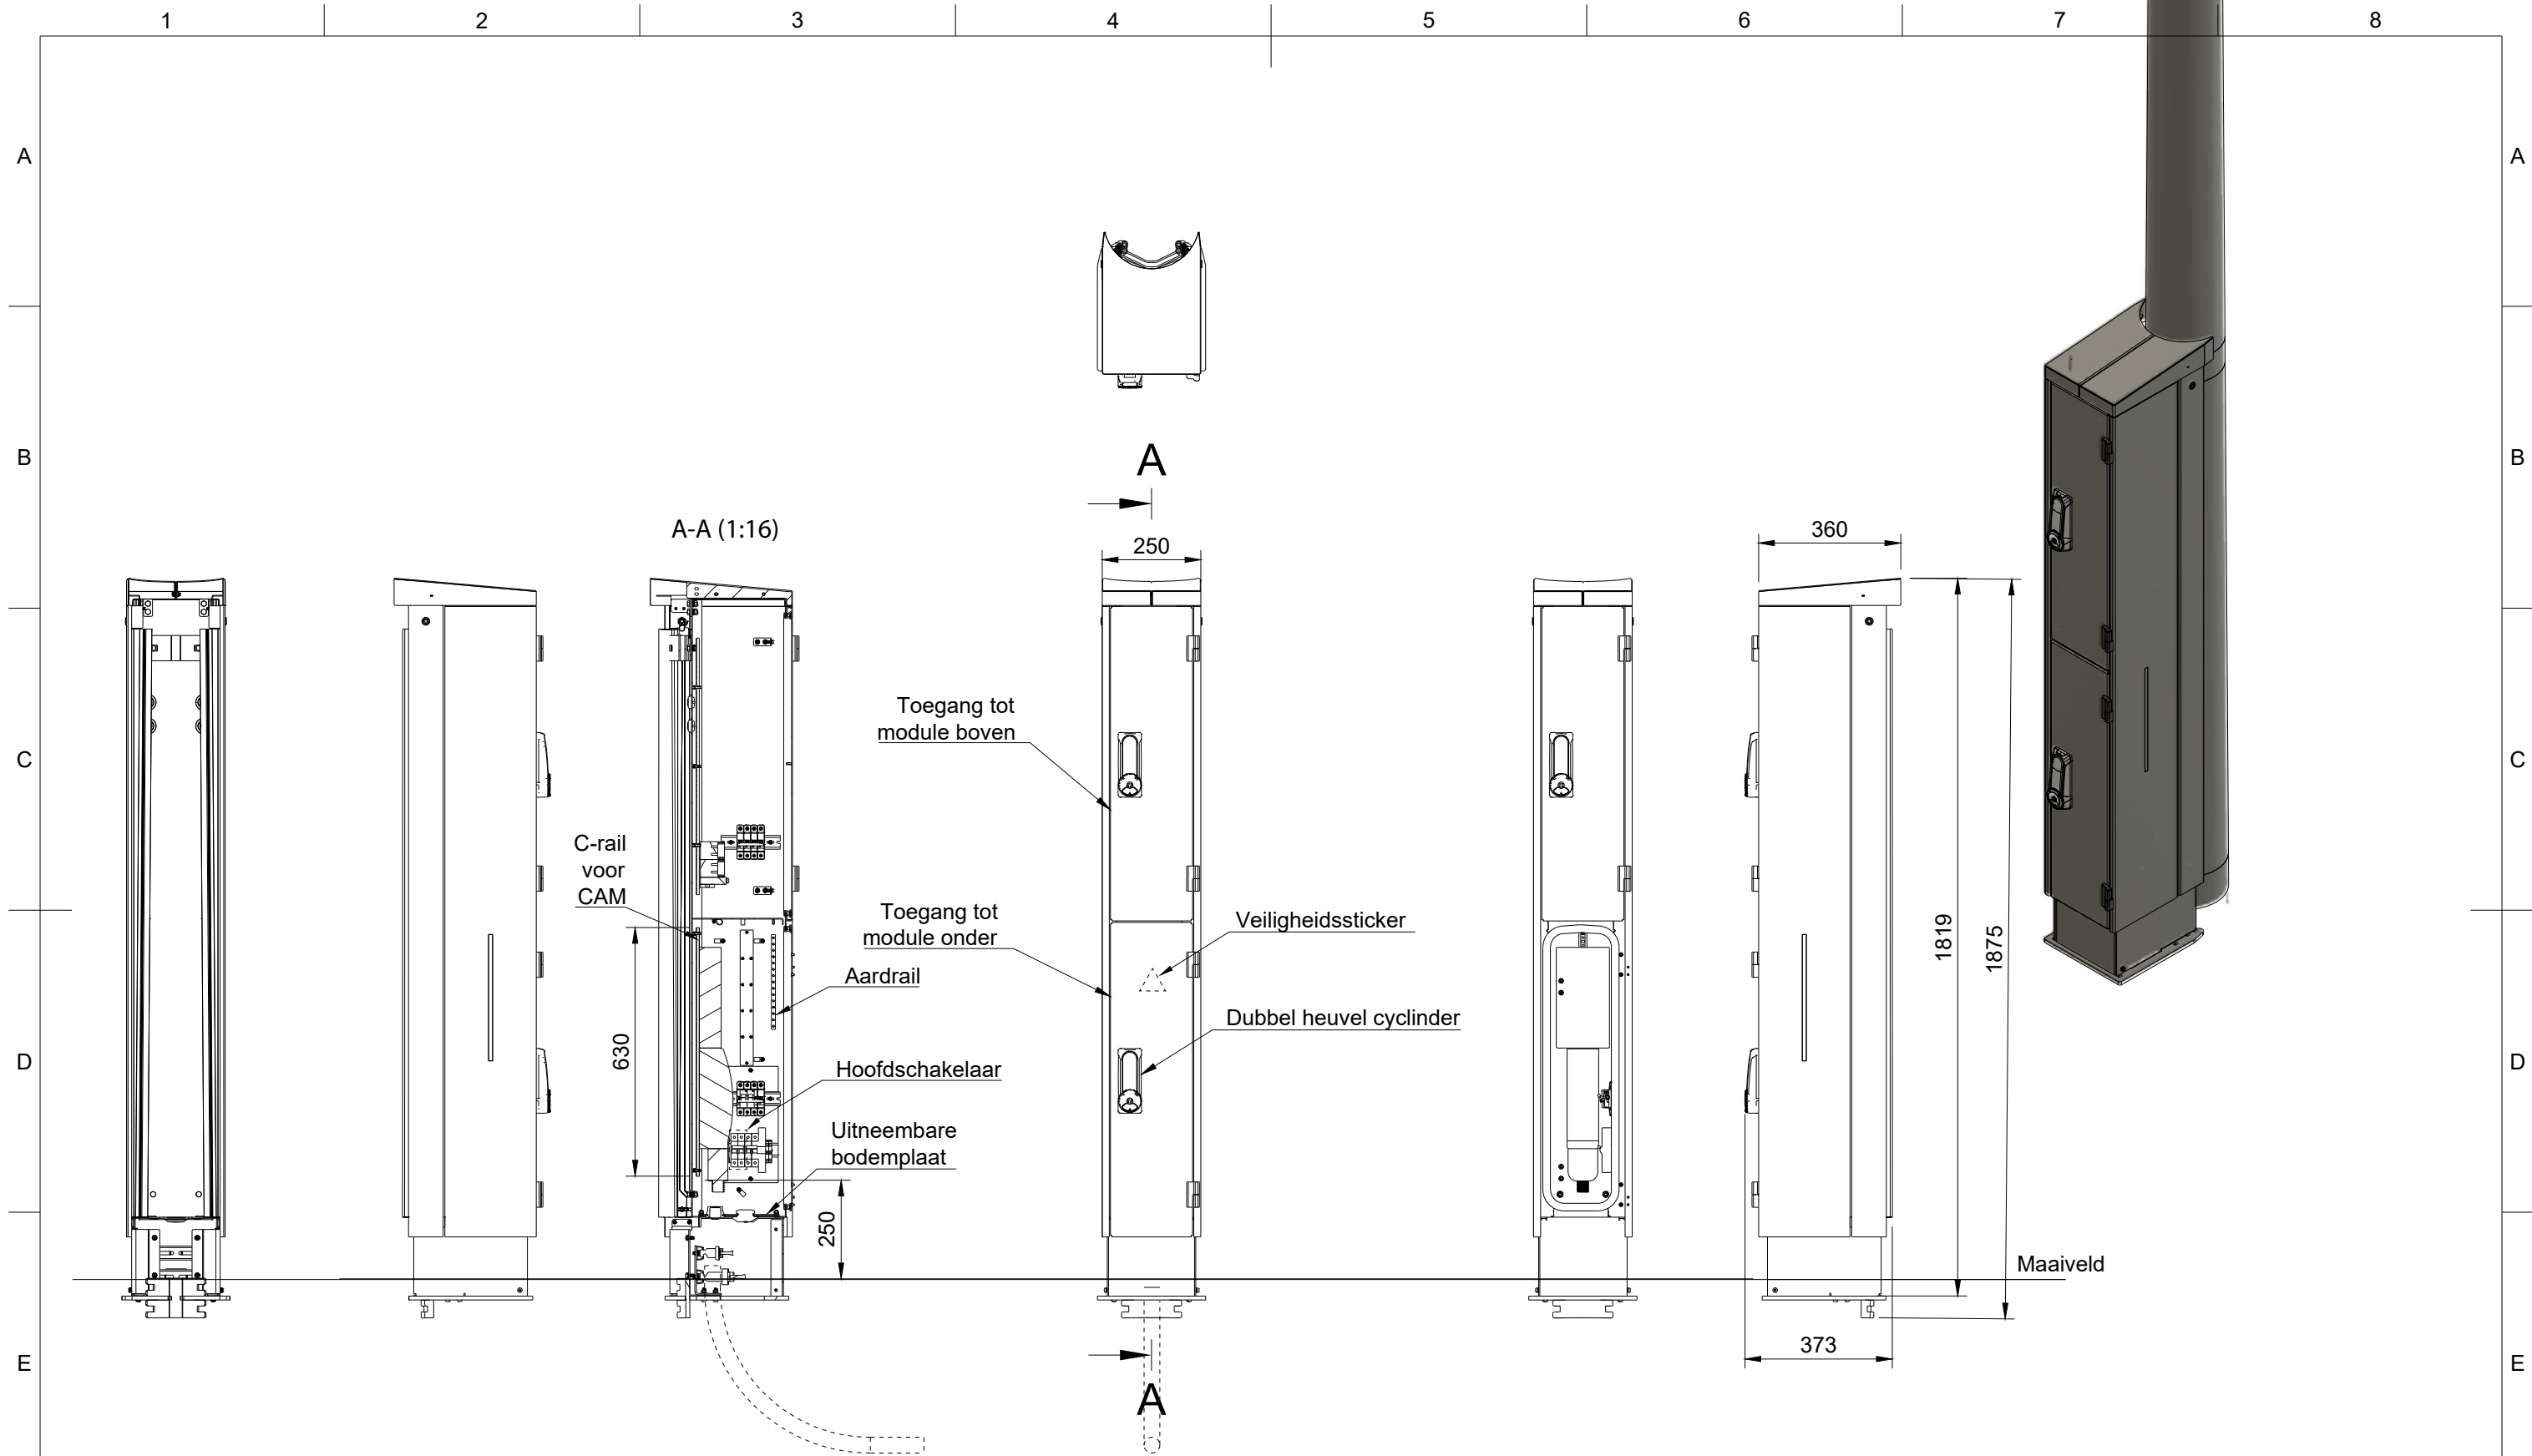 1 2 3 4 5 6 7 8
A A
A
B B
A-A (1:16)
250
360
Toegang tot
module boven
C C
C-rail
voor
CAM
Toegang tot
module onder
Veiligheidssticker
1819
1875
Aardrail
Dubbel heuvel cyclinder
630
D D
Hoofdschakelaar
Uitneembare
bodemplaat
250
Maaiveld
373
E E
A